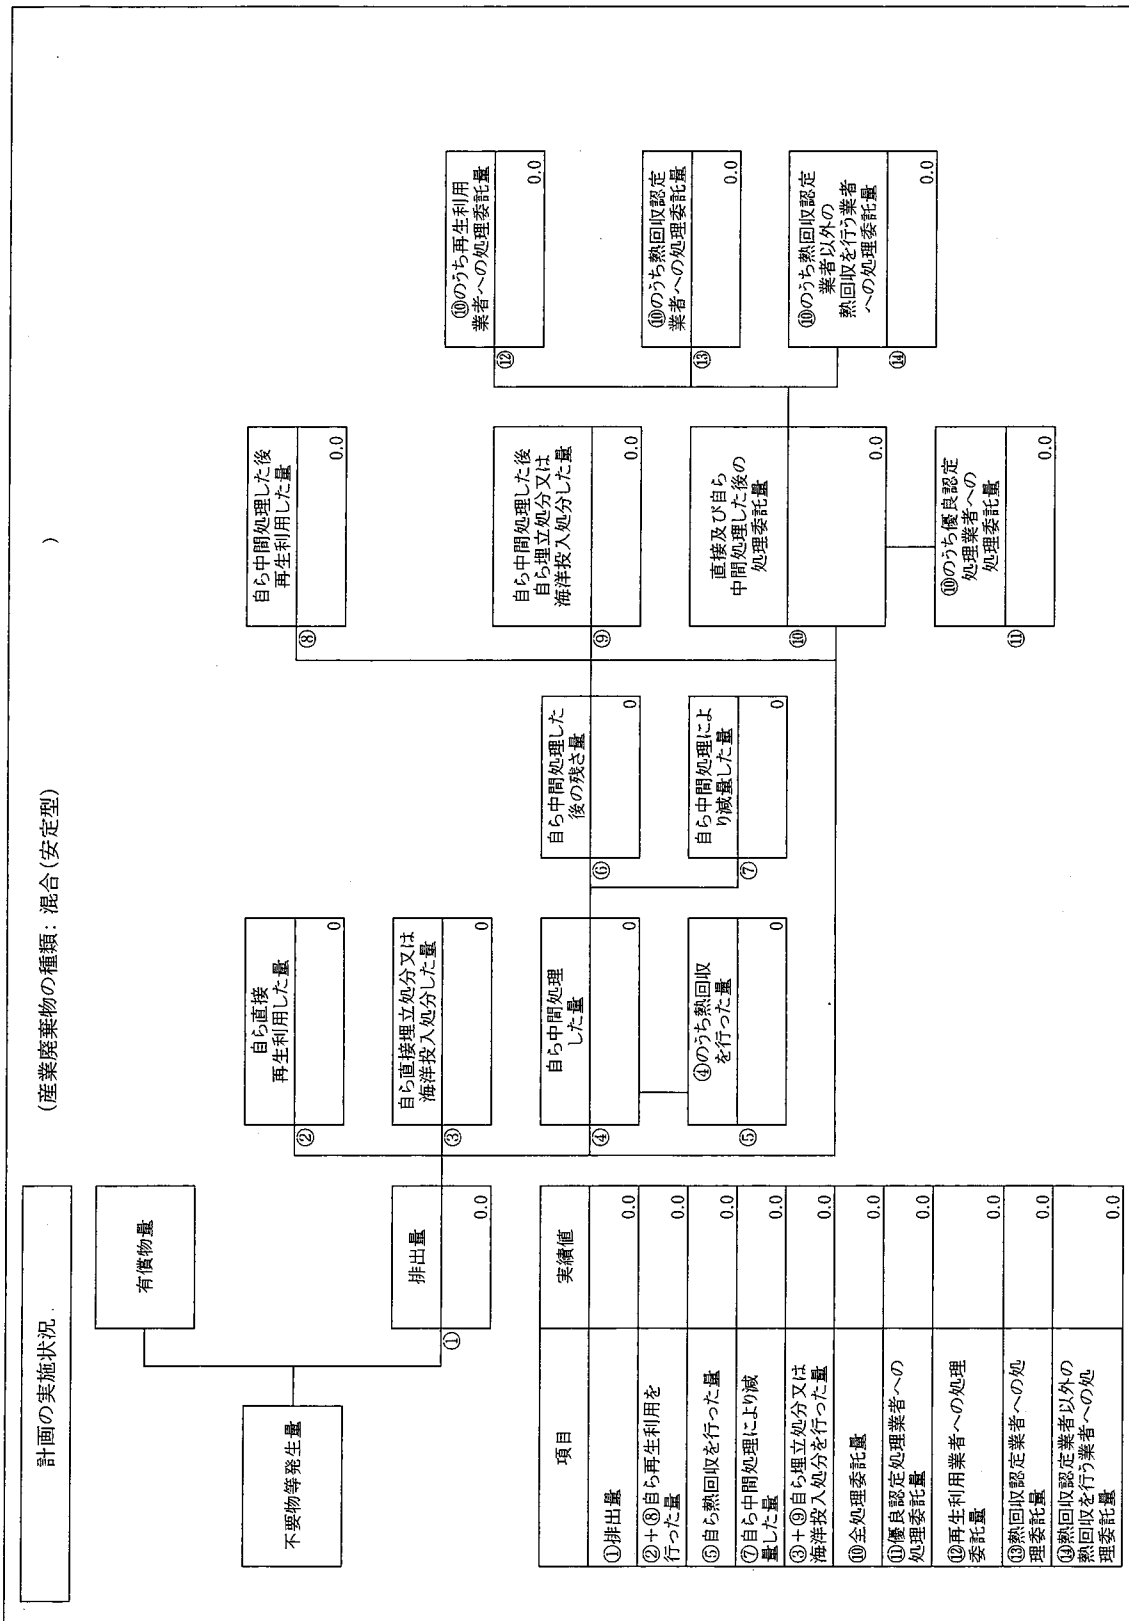 計画の実施状況
(産業廃棄物の種類: 混合(安定型)
)
不要物等発生量
有償物量
①
排出量
0.0
②
自ら直接
再生利用した量
0
③
自ら直接埋立処分又は
海洋投入処分した量
0
④
自ら中間処理
した量
0
⑤
④のうち熱回収
を行った量
0
⑥
自ら中間処理した
後の残さ量
0
⑦
自ら中間処理によ
り減量した量
0
⑧
自ら中間処理した後
再生利用した量
0.0
⑨
自ら中間処理した後
自ら埋立処分又は
海洋投入処分した量
0.0
⑩
直接及び自ら
中間処理した後の
処理委託量
0.0
⑪
⑩のうち優良認定
処理業者への
処理委託量
0.0
⑫
⑩のうち再生利用
業者への処理委託量
0.0
⑬
⑩のうち熱回収認定
業者への処理委託量
0.0
⑭
⑩のうち熱回収認定
業者以外の
熱回収を行う業者
への処理委託量
0.0
項目
実績値
①排出量
0.0
②+⑧自ら再生利用を
行った量
0.0
⑤自ら熱回収を行った量
0.0
⑦自ら中間処理により減
量した量
0.0
③+⑨自ら埋立処分又は
海洋投入処分を行った量
0.0
⑩全処理委託量
0.0
⑪優良認定処理業者への
処理委託量
0.0
⑫再生利用業者への処理
委託量
0.0
⑬熱回収認定業者への処
理委託量
0.0
⑭熱回収認定業者以外の
熱回収を行う業者への処
理委託量
0.0